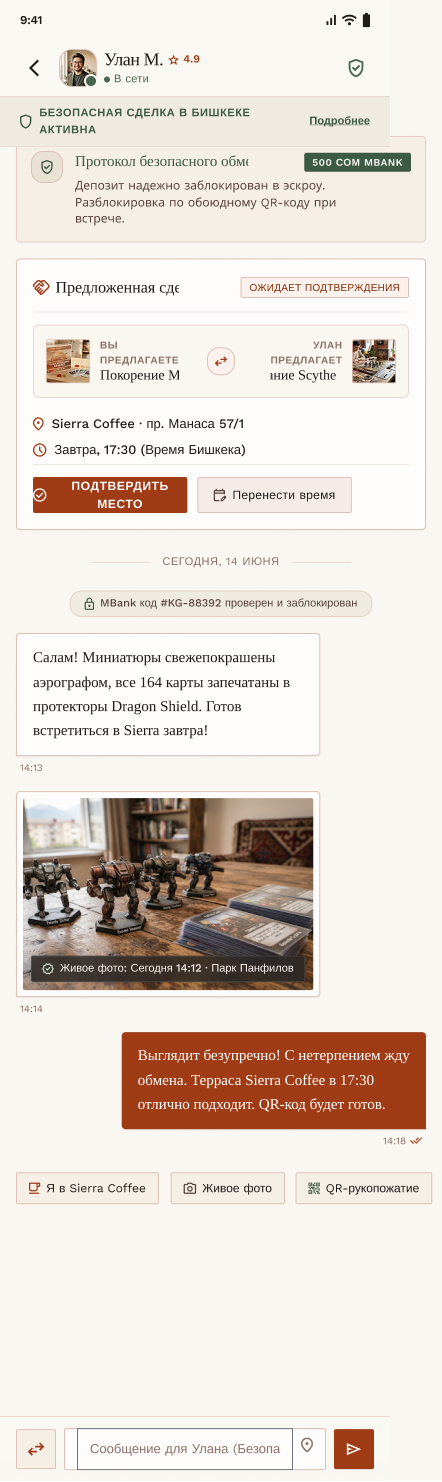 9:41
Улан М. 4.9
В сети
БЕЗОПАСНАЯ СДЕЛКА В БИШКЕКЕ АКТИВНА
Подробнее
Протокол безопасного обме
500 СОМ MBANK
Депозит надежно заблокирован в эскроу.
Разблокировка по обоюдному QR-коду при
встрече.
Предложенная сде
ОЖИДАЕТ ПОДТВЕРЖДЕНИЯ
ВЫ
ПРЕДЛАГАЕТЕ
Покорение М
УЛАН
ПРЕДЛАГАЕТ
ание Scythe
Sierra Coffee · пр. Манаса 57/1
Завтра, 17:30 (Время Бишкека)
ПОДТВЕРДИТЬ
МЕСТО
Перенести время
СЕГОДНЯ, 14 ИЮНЯ
MBank код #KG-88392 проверен и заблокирован
Салам! Миниатюры свежепокрашены
аэрографом, все 164 карты запечатаны в
протекторы Dragon Shield. Готов
встретиться в Sierra завтра!
14:13
Живое фото: Сегодня 14:12 · Парк Панфилов
14:14
Выглядит безупречно! С нетерпением жду
обмена. Терраса Sierra Coffee в 17:30
отлично подходит. QR-код будет готов.
14:18
Я в Sierra Coffee
Живое фото
QR-рукопожатие
Сообщение для Улана (Безопа